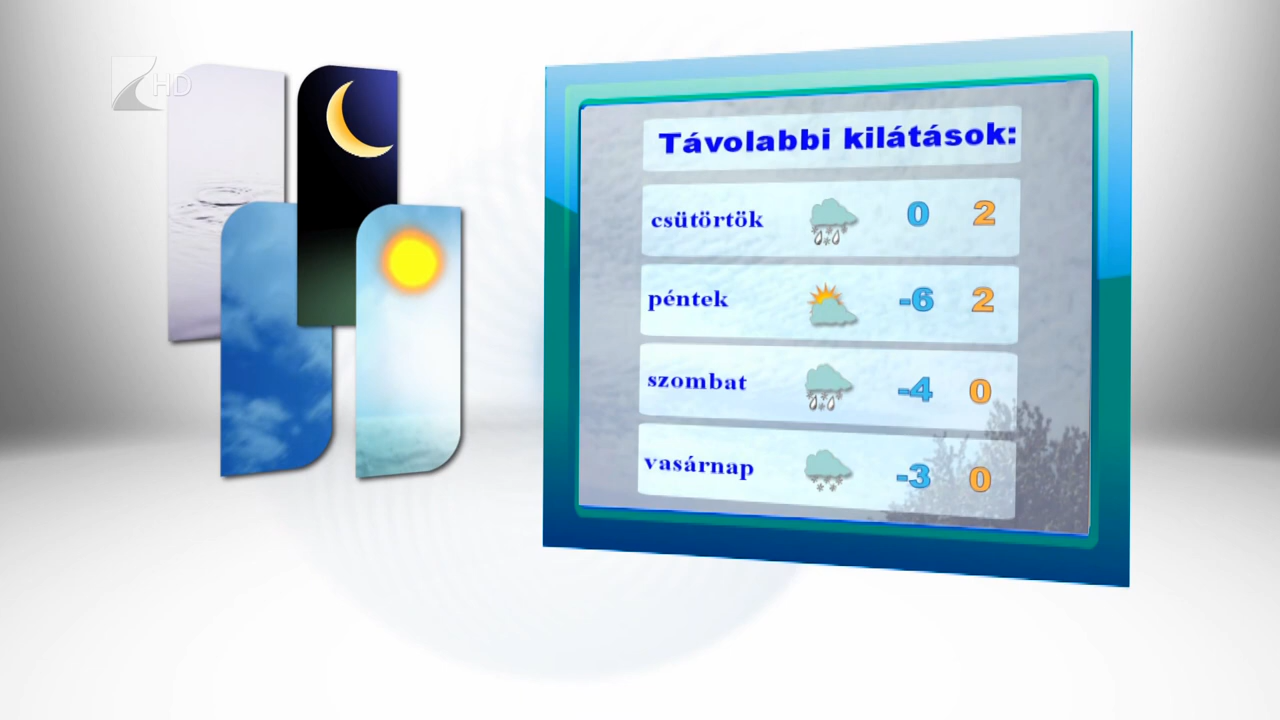 HD
Távolabbi kilátások:
csütörtök 0 2
péntek -6 2
szombat -4 0
vasárnap -3 0